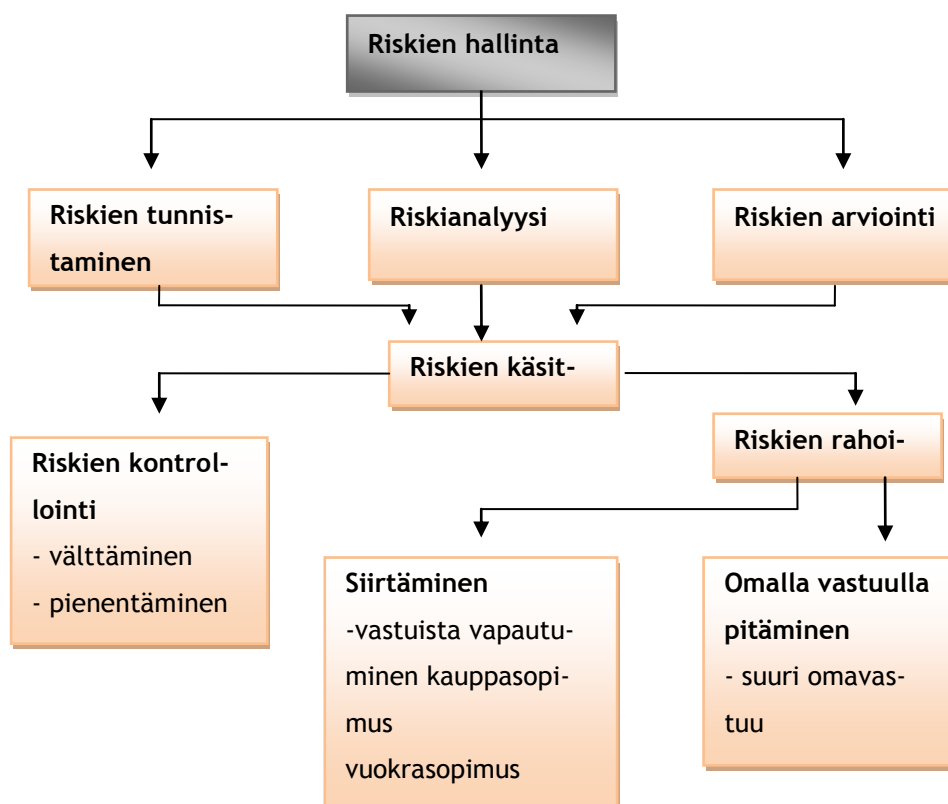 Riskien hallinta
Riskien tunnis-
taminen
Riskianalyysi
Riskien arviointi
Riskien käsit-
Riskien kontrol-
lointi
- välttäminen
- pienentäminen
Riskien rahoi-
Siirtäminen
-vastuista vapautu-
minen kauppasopi-
mus
vuokrasopimus
Omalla vastuulla
pitäminen
- suuri omavas-
tuu